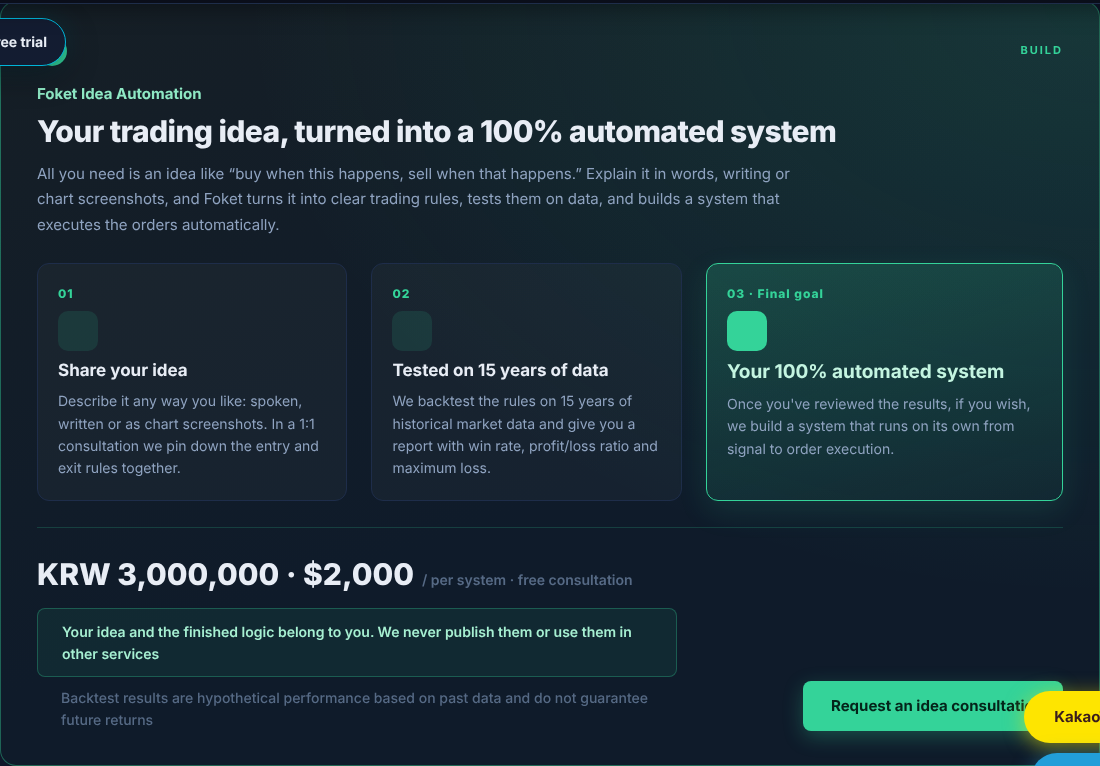 ree trial
BUILD
Foket Idea Automation
Your trading idea, turned into a 100% automated system
All you need is an idea like “buy when this happens, sell when that happens.” Explain it in words, writing or
chart screenshots, and Foket turns it into clear trading rules, tests them on data, and builds a system that
executes the orders automatically.
01
Share your idea
Describe it any way you like: spoken,
written or as chart screenshots. In a 1:1
consultation we pin down the entry and
exit rules together.
02
Tested on 15 years of data
We backtest the rules on 15 years of
historical market data and give you a
report with win rate, profit/loss ratio and
maximum loss.
03 · Final goal
Your 100% automated system
Once you've reviewed the results, if you wish,
we build a system that runs on its own from
signal to order execution.
KRW 3,000,000 · $2,000 / per system · free consultation
Your idea and the finished logic belong to you. We never publish them or use them in
other services
Backtest results are hypothetical performance based on past data and do not guarantee
future returns
Request an idea consultati
Kakao